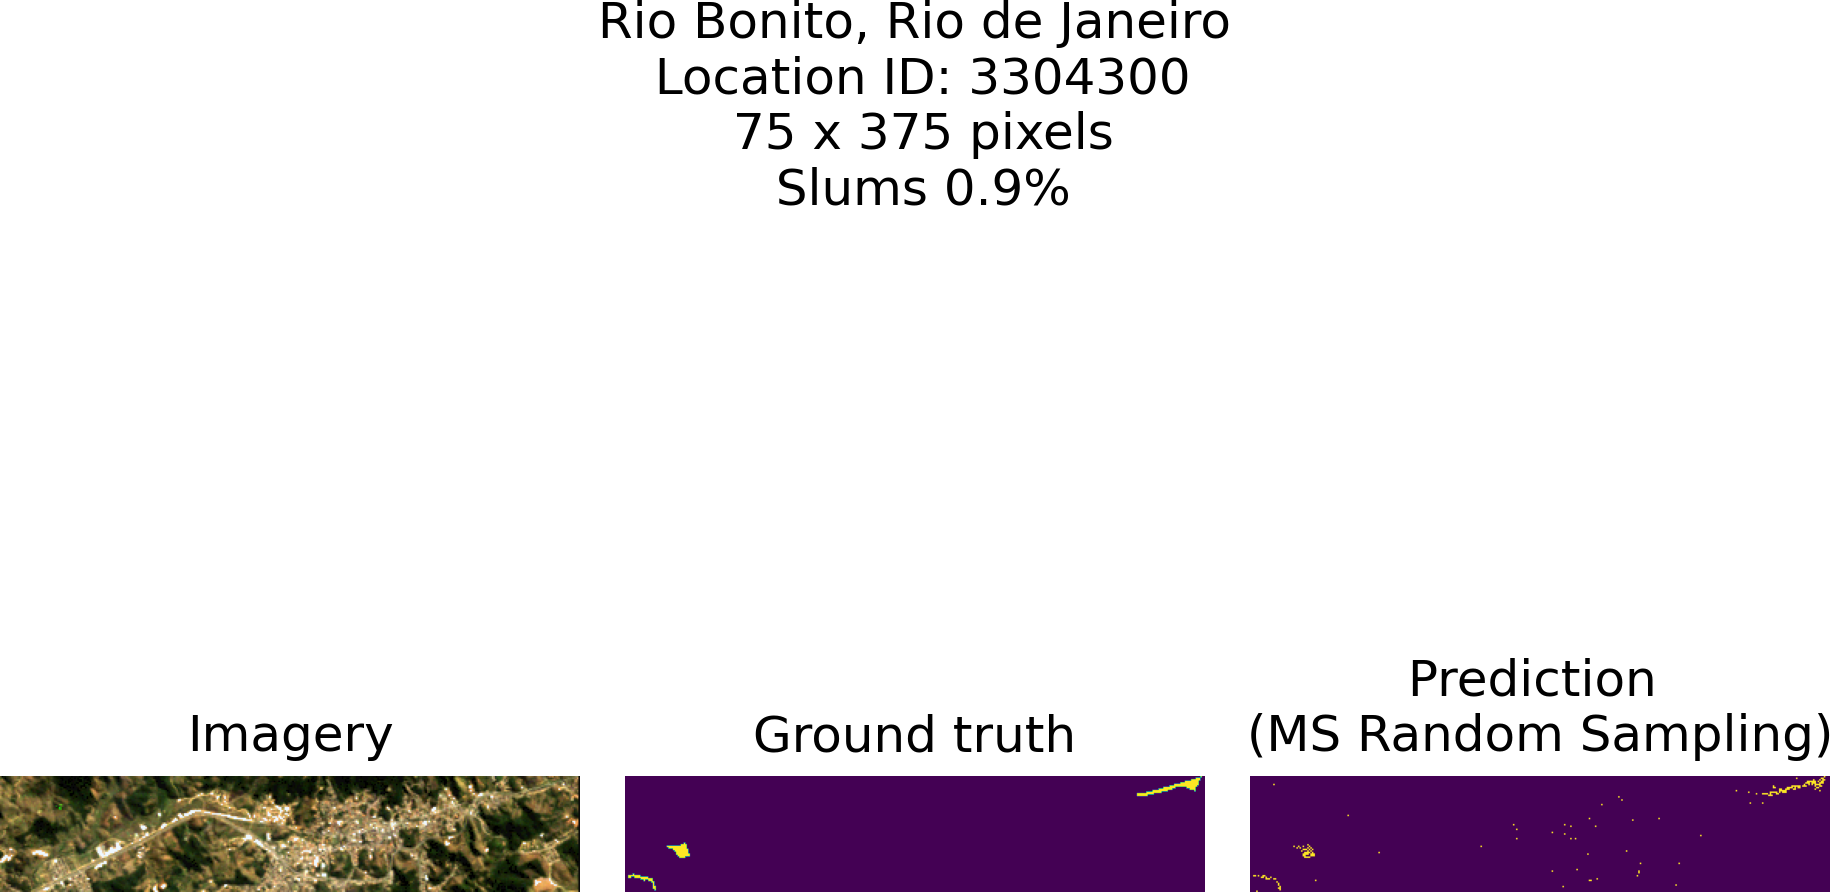 Rio Bonito, Rio de Janeiro
Location ID: 3304300
75 x 375 pixels
Slums 0.9%
Imagery
Ground truth
Prediction
(MS Random Sampling)